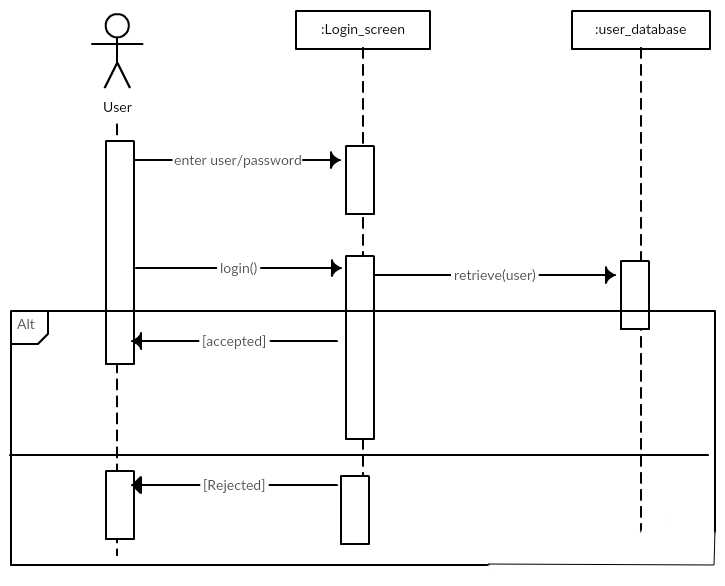 :Login_screen
:user_database
User
enter user/password
login()
retrieve(user)
Alt
[accepted]
[Rejected]